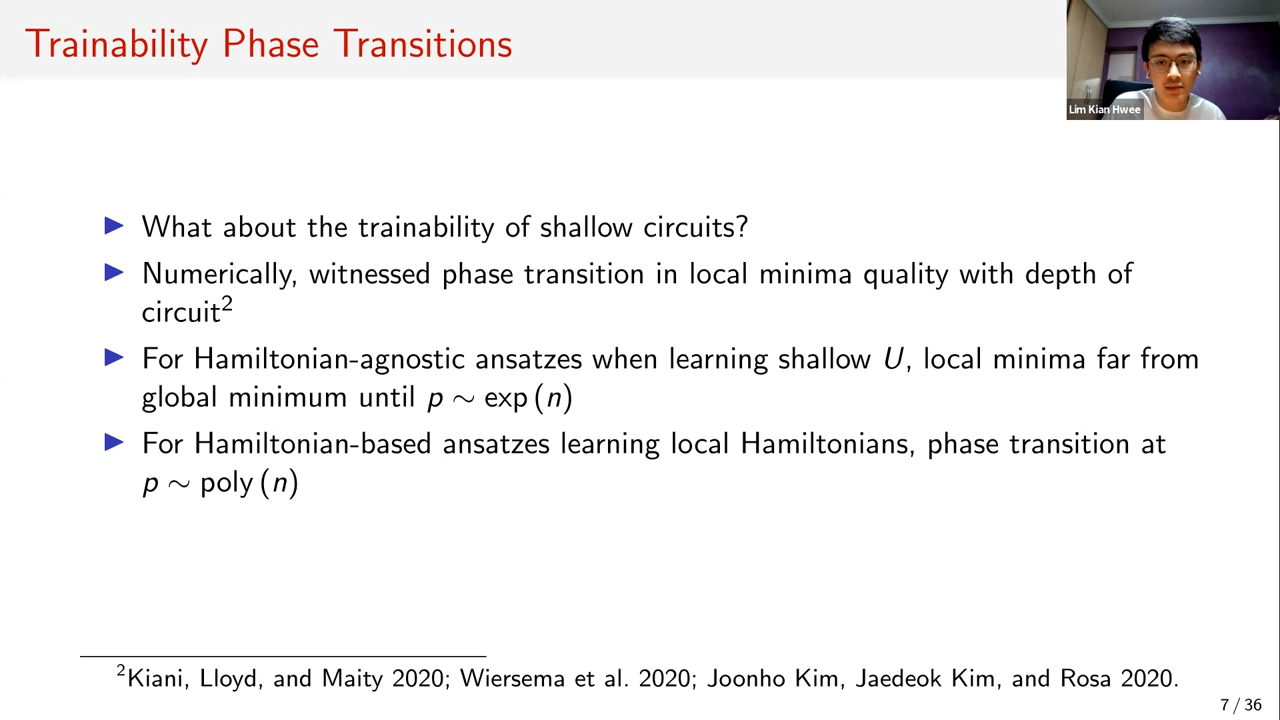 Trainability Phase Transitions
Lim Kian Hwee
▶ What about the trainability of shallow circuits?
▶ Numerically, witnessed phase transition in local minima quality with depth of
circuit²
▶ For Hamiltonian-agnostic ansatzes when learning shallow U, local minima far from
global minimum until p ∼ exp (n)
▶ For Hamiltonian-based ansatzes learning local Hamiltonians, phase transition at
p ∼ poly (n)
²Kiani, Lloyd, and Maity 2020; Wiersema et al. 2020; Joonho Kim, Jaedeok Kim, and Rosa 2020.
7 / 36